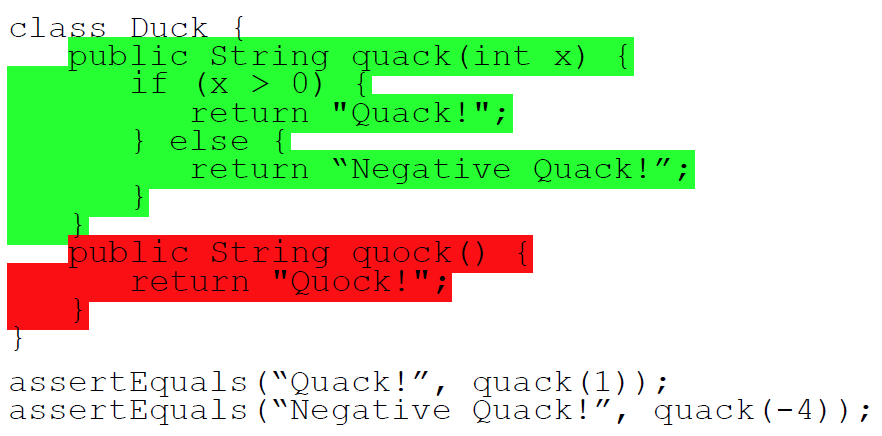 class Duck {
    public String quack(int x) {
        if (x > 0) {
            return "Quack!";
        } else {
            return “Negative Quack!”;
        }
    }
    public String quock() {
        return "Quock!";
    }
}
assertEquals(“Quack!”, quack(1));
assertEquals(“Negative Quack!”, quack(-4));